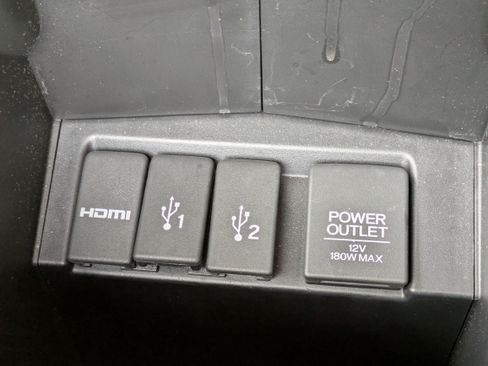 HDMI
1
2
POWER
OUTLET
12V
180W MAX